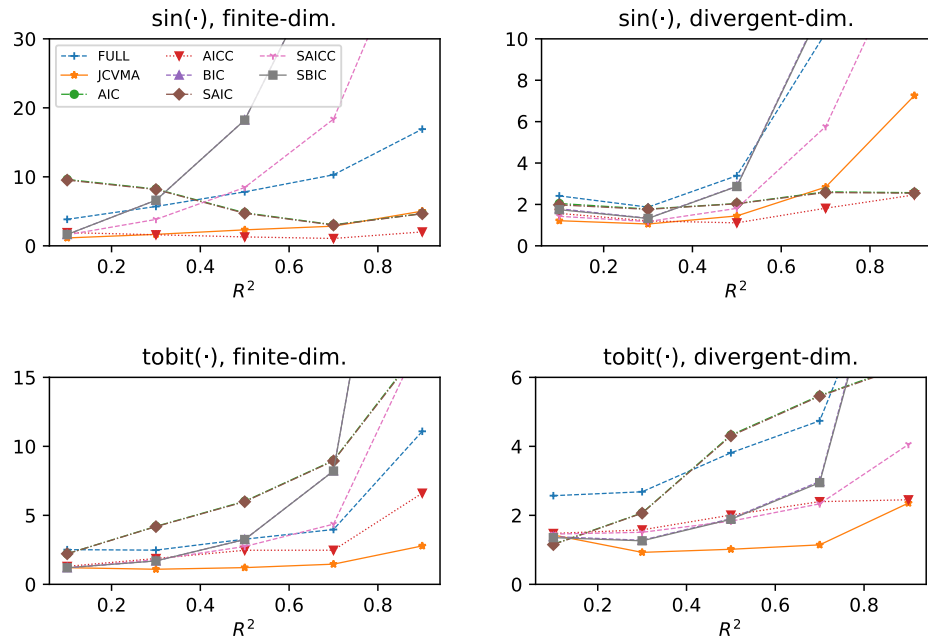 sin(·), finite-dim.
30
20
10
0
FULL
JCVMA
AIC
AICC
BIC
SAIC
SAICC
SBIC
0.2 0.4 0.6 0.8
R²
sin(·), divergent-dim.
10
8
6
4
2
0
0.2 0.4 0.6 0.8
R²
tobit(·), finite-dim.
15
10
5
0
0.2 0.4 0.6 0.8
R²
tobit(·), divergent-dim.
6
4
2
0
0.2 0.4 0.6 0.8
R²